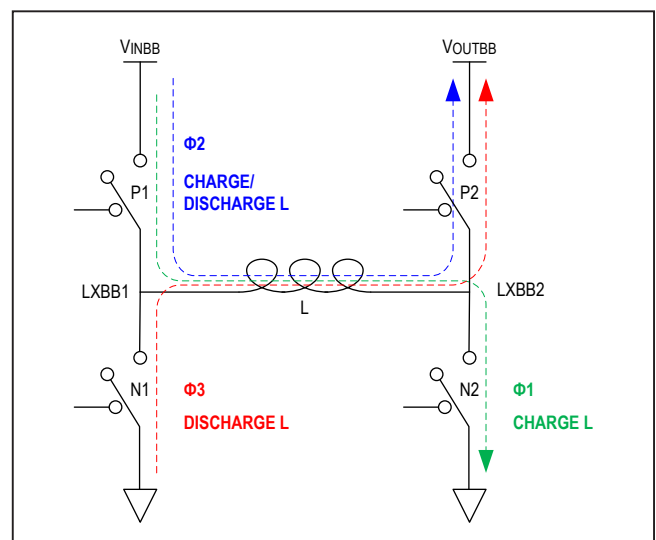 VINBB
VOUTBB
Φ2
CHARGE/
DISCHARGE L
P1
P2
LXBB1
LXBB2
L
N1
N2
Φ3
DISCHARGE L
Φ1
CHARGE L